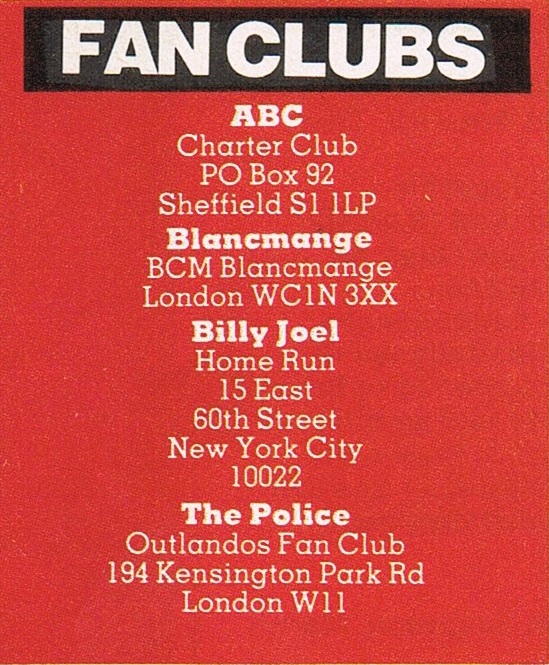 FAN CLUBS
ABC
Charter Club
PO Box 92
Sheffield S1 1LP
Blancmange
BCM Blancmange
London WC1N 3XX
Billy Joel
Home Run
15 East
60th Street
New York City
10022
The Police
Outlandos Fan Club
194 Kensington Park Rd
London W11